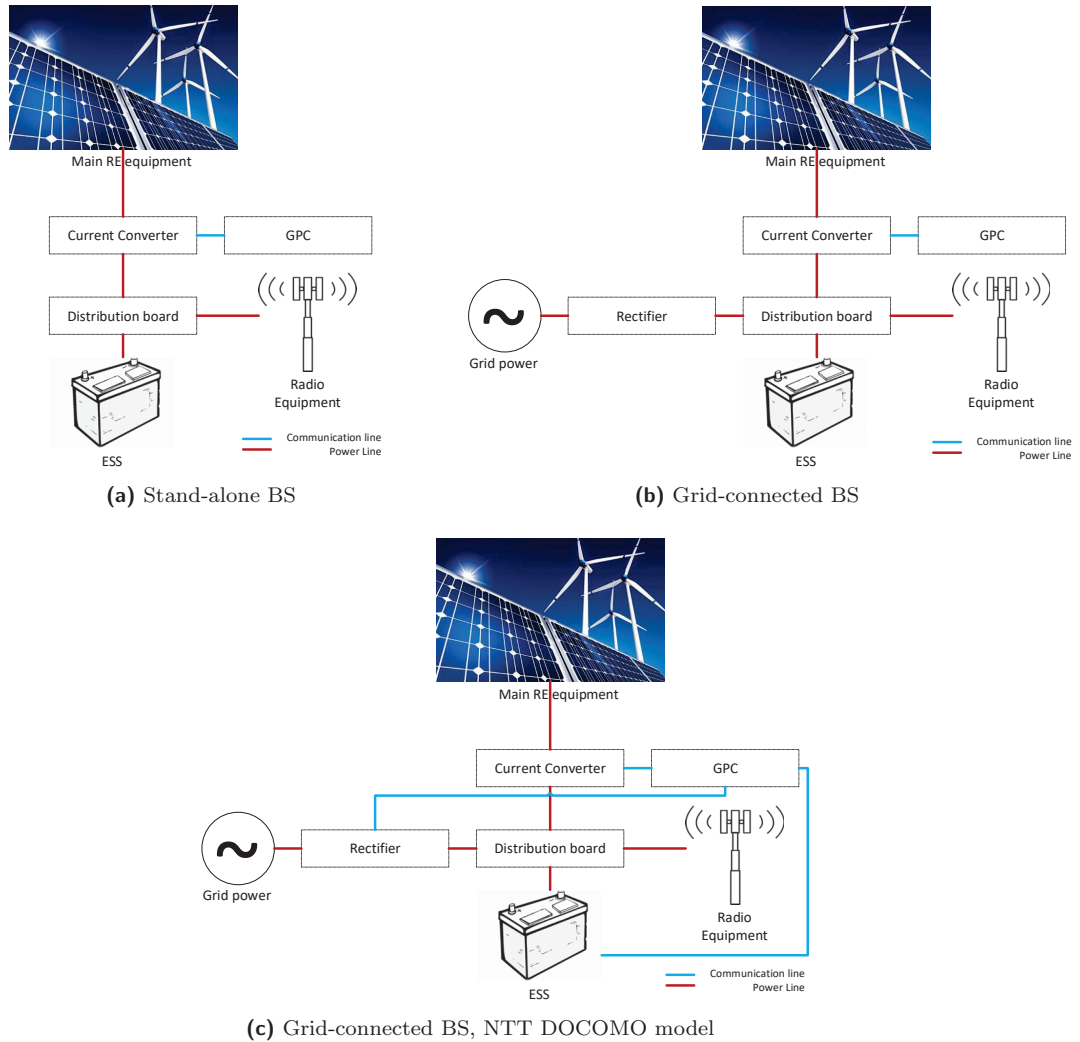 Main RE equipment
Current Converter
GPC
Distribution board
Radio
Equipment
ESS
Communication line
Power Line
(a) Stand-alone BS
Main RE equipment
Current Converter
GPC
Grid power
Rectifier
Distribution board
Radio
Equipment
ESS
Communication line
Power Line
(b) Grid-connected BS
Main RE equipment
Current Converter
GPC
Grid power
Rectifier
Distribution board
Radio
Equipment
ESS
Communication line
Power Line
(c) Grid-connected BS, NTT DOCOMO model